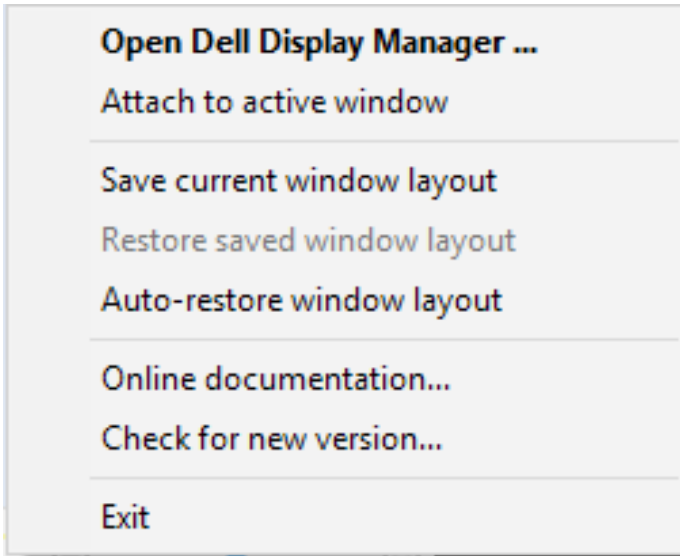 Open Dell Display Manager ...
Attach to active window
Save current window layout
Restore saved window layout
Auto-restore window layout
Online documentation...
Check for new version...
Exit